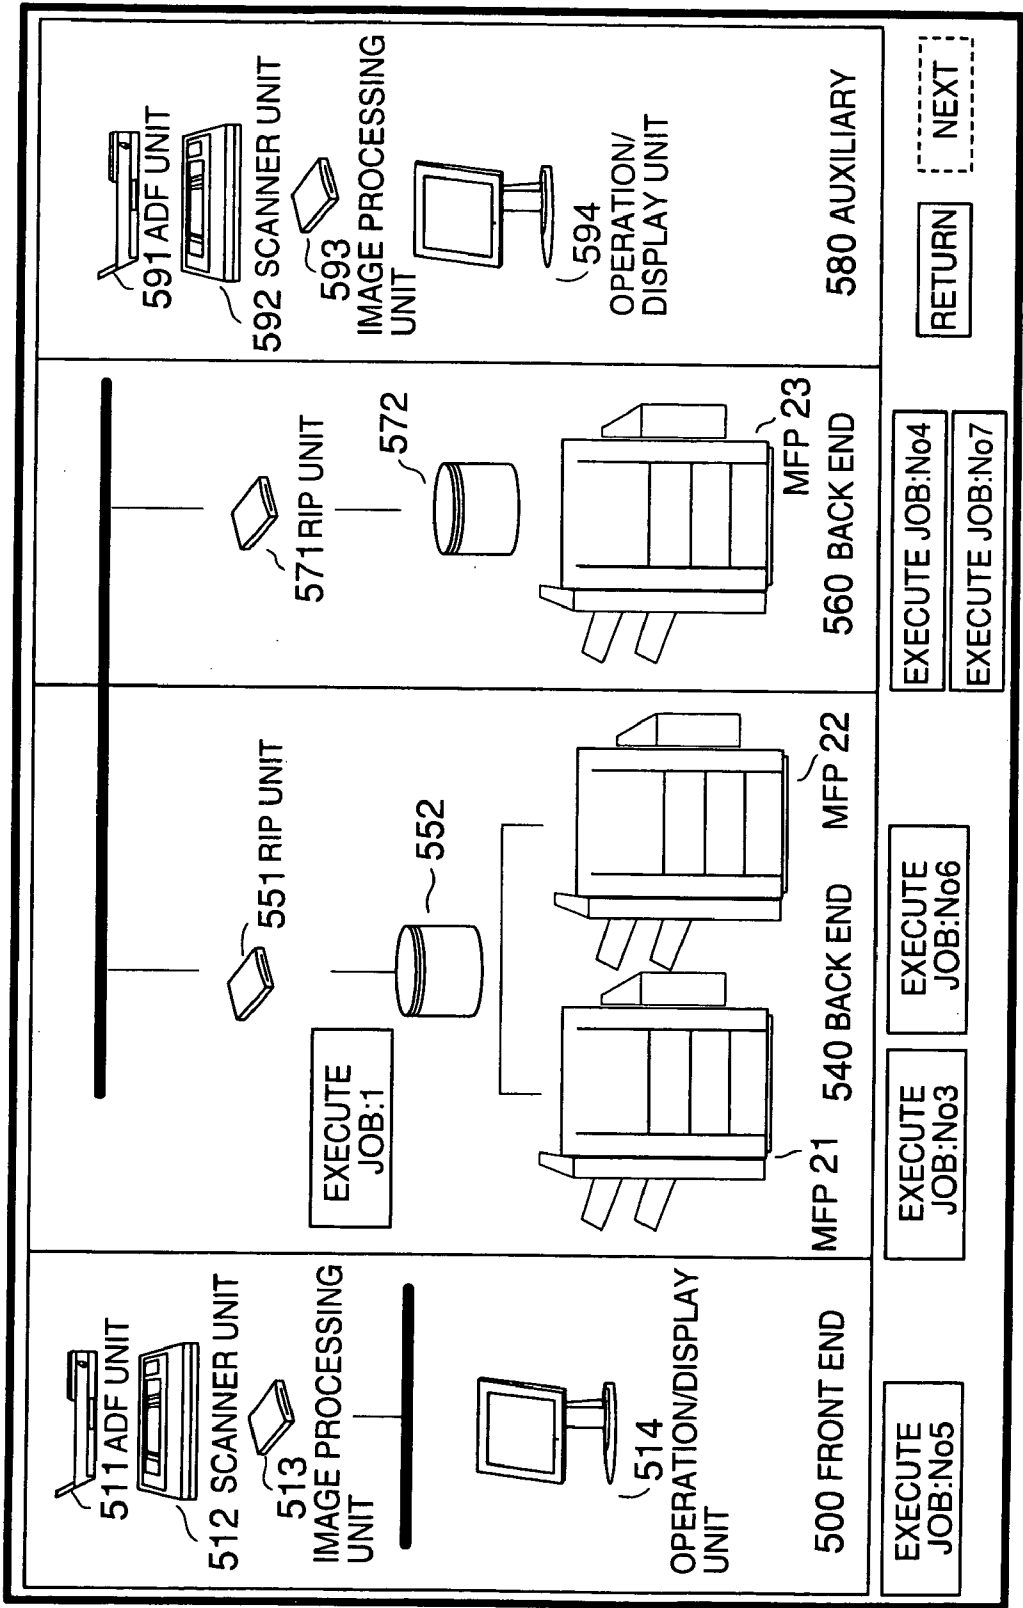 511 ADF UNIT
512 SCANNER UNIT
513
IMAGE PROCESSING
UNIT
514
OPERATION/DISPLAY
UNIT
500 FRONT END
551 RIP UNIT
EXECUTE
JOB:1
552
MFP 21
MFP 22
540 BACK END
571 RIP UNIT
572
MFP 23
560 BACK END
591 ADF UNIT
592 SCANNER UNIT
593
IMAGE PROCESSING
UNIT
594
OPERATION/
DISPLAY UNIT
580 AUXILIARY
EXECUTE
JOB:No5
EXECUTE
JOB:No3
EXECUTE
JOB:No6
EXECUTE JOB:No4
EXECUTE JOB:No7
RETURN
NEXT